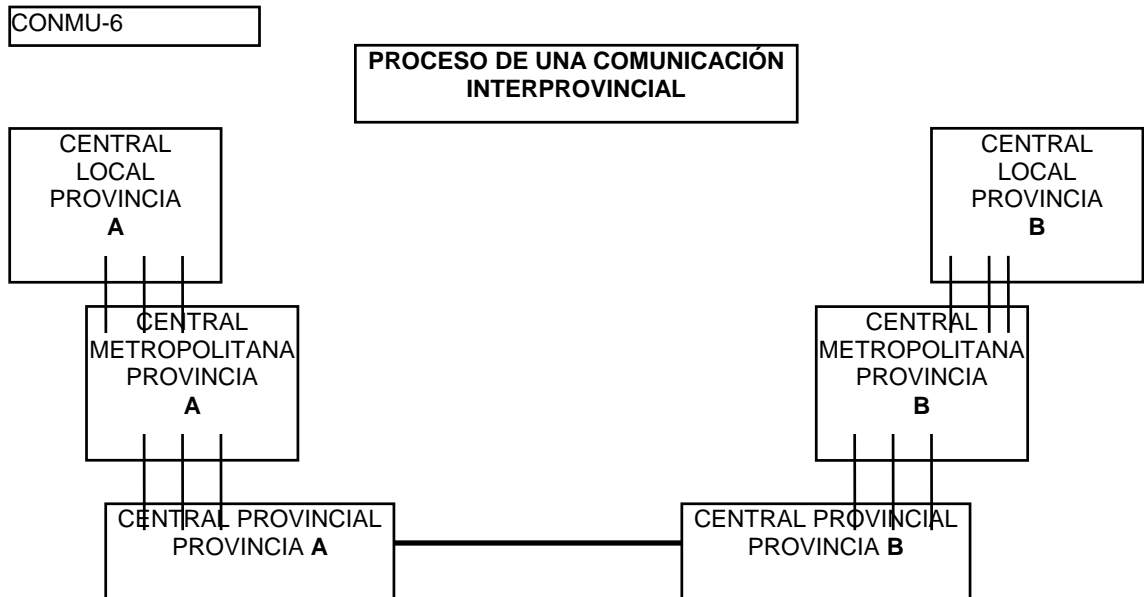 CONMU-6
PROCESO DE UNA COMUNICACIÓN
INTERPROVINCIAL
CENTRAL
LOCAL
PROVINCIA
A
CENTRAL
LOCAL
PROVINCIA
B
CENTRAL
METROPOLITANA
PROVINCIA
A
CENTRAL
METROPOLITANA
PROVINCIA
B
CENTRAL PROVINCIAL
PROVINCIA A
CENTRAL PROVINCIAL
PROVINCIA B